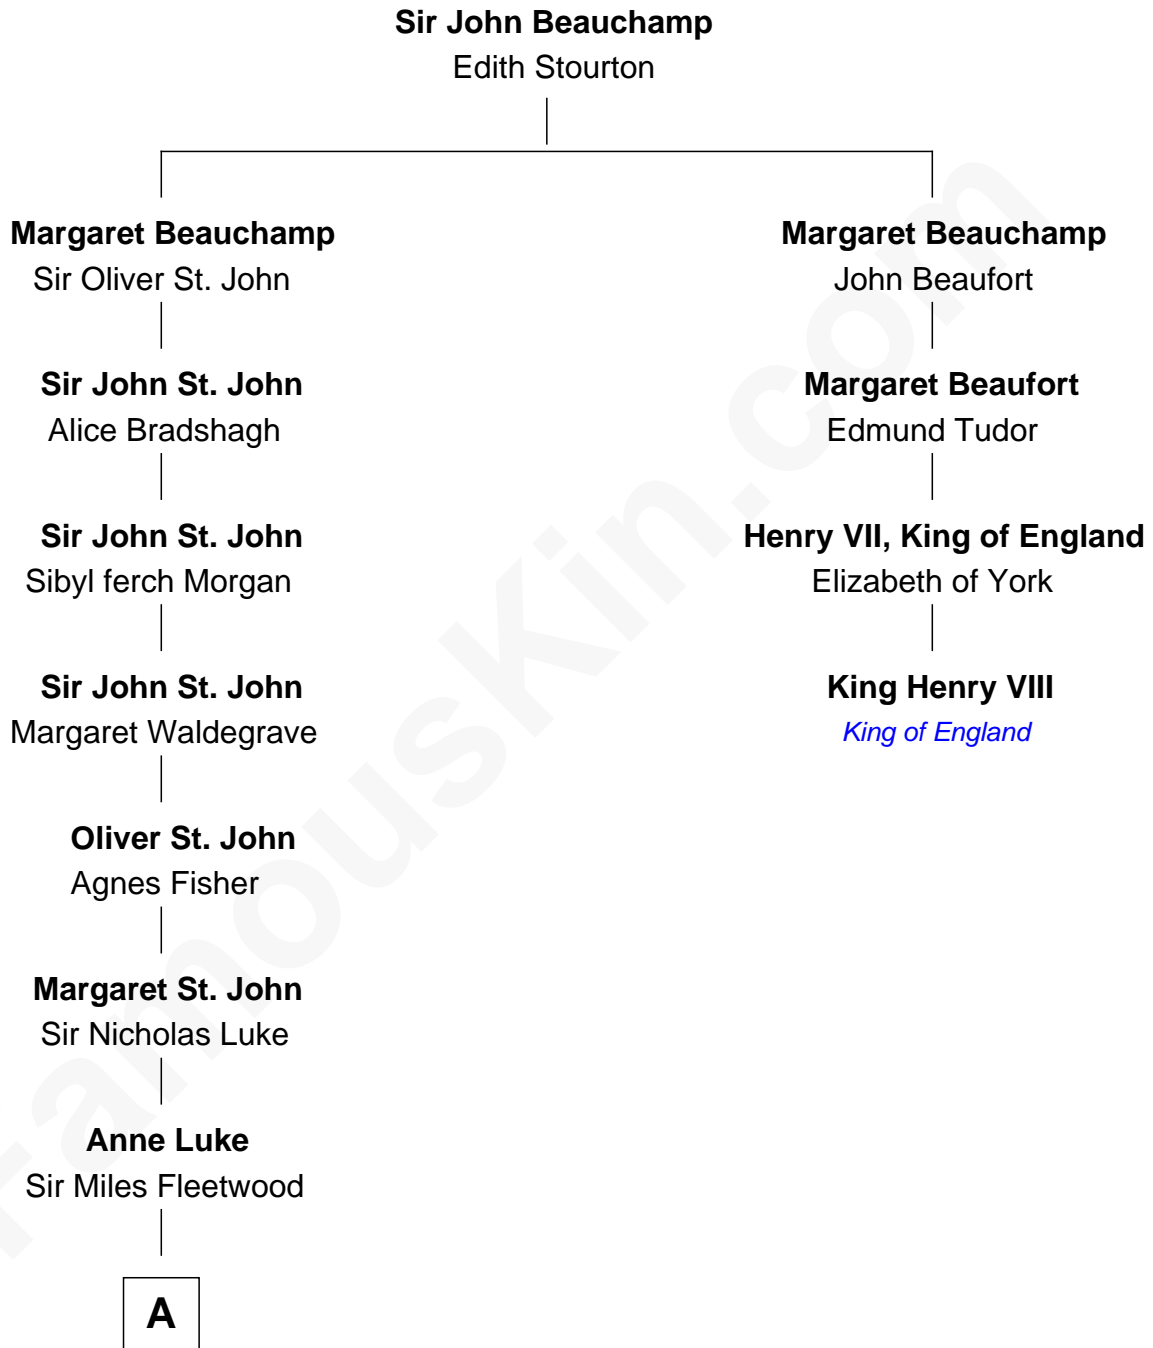 Sir John Beauchamp
Edith Stourton
Margaret Beauchamp
Sir Oliver St. John
Margaret Beauchamp
John Beaufort
Sir John St. John
Alice Bradshagh
Margaret Beaufort
Edmund Tudor
Sir John St. John
Sibyl ferch Morgan
Henry VII, King of England
Elizabeth of York
Sir John St. John
Margaret Waldegrave
King Henry VIII
King of England
Oliver St. John
Agnes Fisher
Margaret St. John
Sir Nicholas Luke
Anne Luke
Sir Miles Fleetwood
A
FamousKin.com